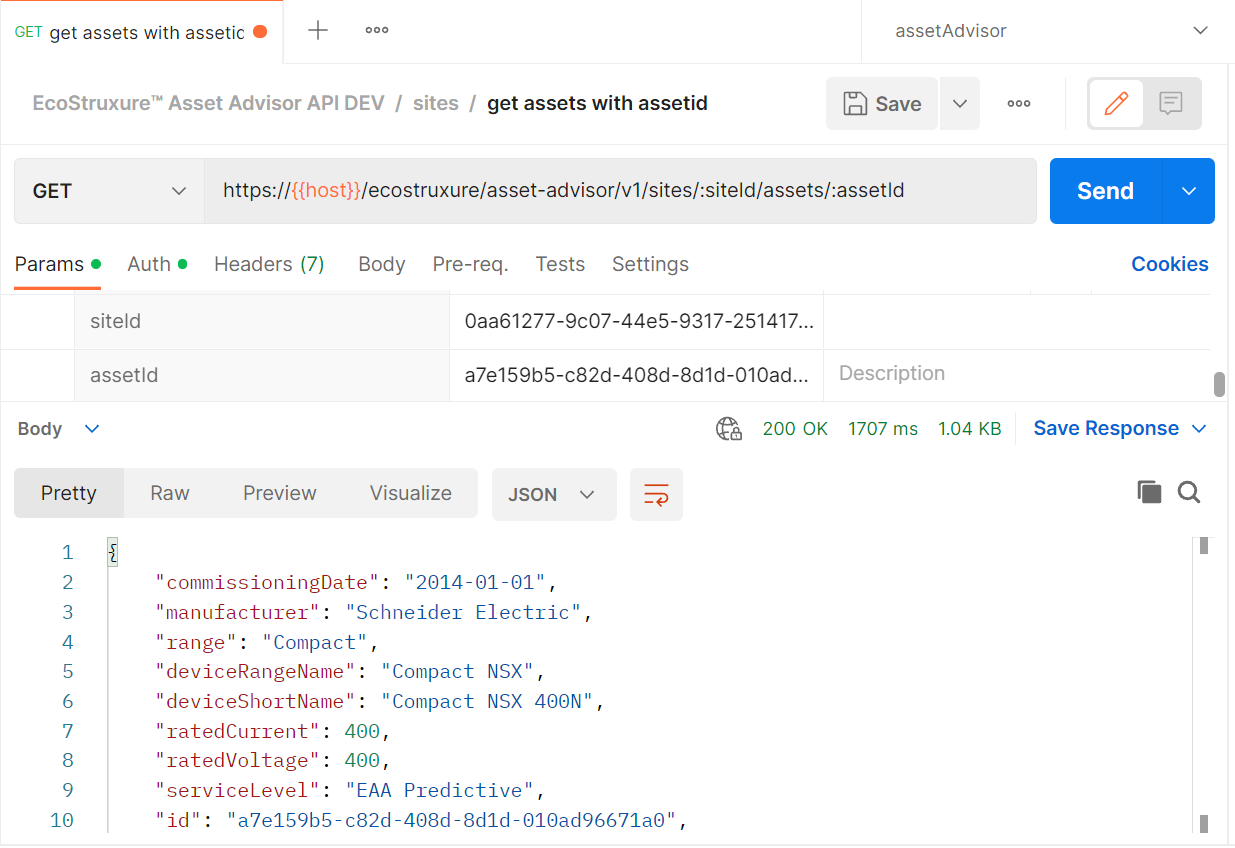 GET get assets with assetid
assetAdvisor
EcoStruxure™ Asset Advisor API DEV / sites / get assets with assetid
Save
GET
https://{{host}}/ecostruxure/asset-advisor/v1/sites/:siteId/assets/:assetId
Send
Params Auth Headers (7) Body Pre-req. Tests Settings Cookies
siteId 0aa61277-9c07-44e5-9317-251417...
assetId a7e159b5-c82d-408d-8d1d-010ad... Description
Body 200 OK 1707 ms 1.04 KB Save Response
Pretty Raw Preview Visualize JSON
1 {
2 "commissioningDate": "2014-01-01",
3 "manufacturer": "Schneider Electric",
4 "range": "Compact",
5 "deviceRangeName": "Compact NSX",
6 "deviceShortName": "Compact NSX 400N",
7 "ratedCurrent": 400,
8 "ratedVoltage": 400,
9 "serviceLevel": "EAA Predictive",
10 "id": "a7e159b5-c82d-408d-8d1d-010ad96671a0",